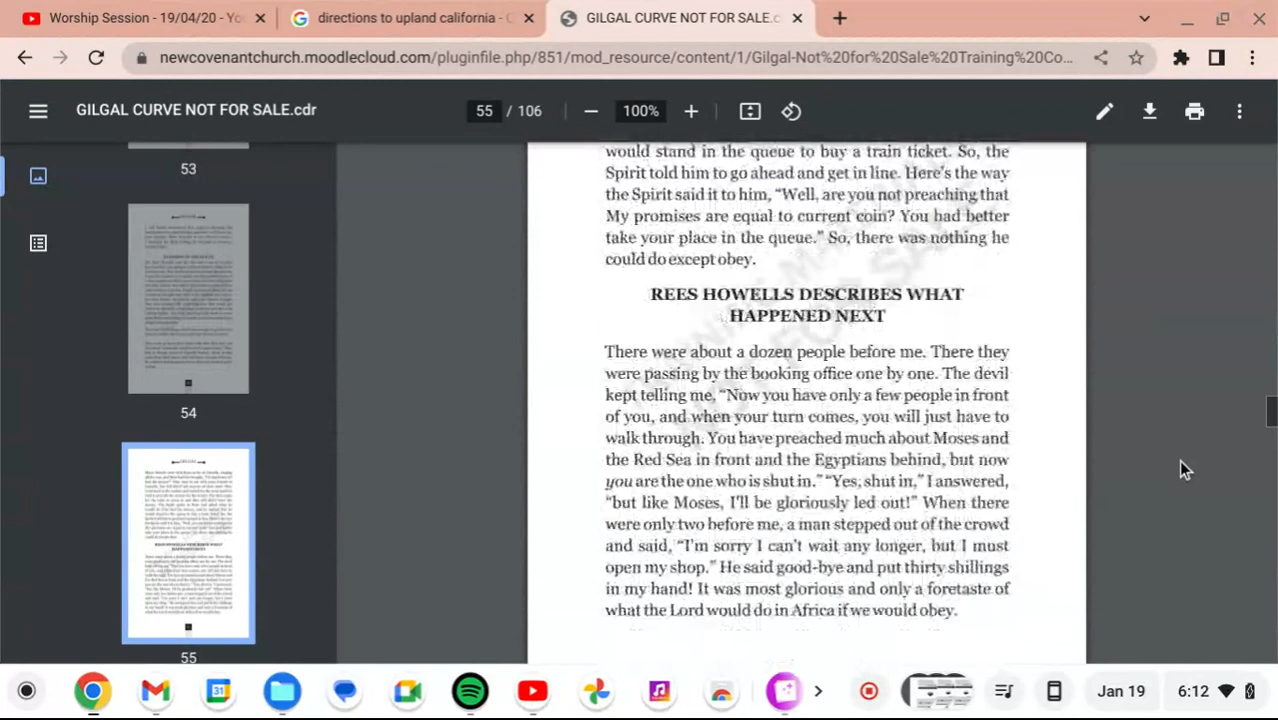 Worship Session - 19/04/20 - Yo
directions to upland california - G
GILGAL CURVE NOT FOR SALE.c
newcovenantchurch.moodlecloud.com/pluginfile.php/851/mod_resource/content/1/Gilgal-Not%20for%20Sale%20Training%20Co...
GILGAL CURVE NOT FOR SALE.cdr
55 / 106
100%
53
54
55
would stand in the queue to buy a train ticket. So, the
Spirit told him to go ahead and get in line. Here's the way
the Spirit said it to him, “Well, are you not preaching that
My promises are equal to current coin? You had better
take your place in the queue.” So, there was nothing he
could do except obey.
REES HOWELLS DESCRIBES WHAT
HAPPENED NEXT
There were about a dozen people before me. There they
were passing by the booking office one by one. The devil
kept telling me, “Now you have only a few people in front
of you, and when your turn comes, you will just have to
walk through. You have preached much about Moses and
the Red Sea in front and the Egyptians behind, but now
you are the one who is shut in.” “Yes, shut in,” I answered,
“but like Moses, I'll be gloriously led out!” When there
were only two before me, a man stepped out of the crowd
and said, “I'm sorry I can't wait any longer, but I must
open my shop.” He said good-bye and put thirty shillings
in my hand! It was most glorious and only a foretaste of
what the Lord would do in Africa if we would obey.
31
Jan 19
6:12